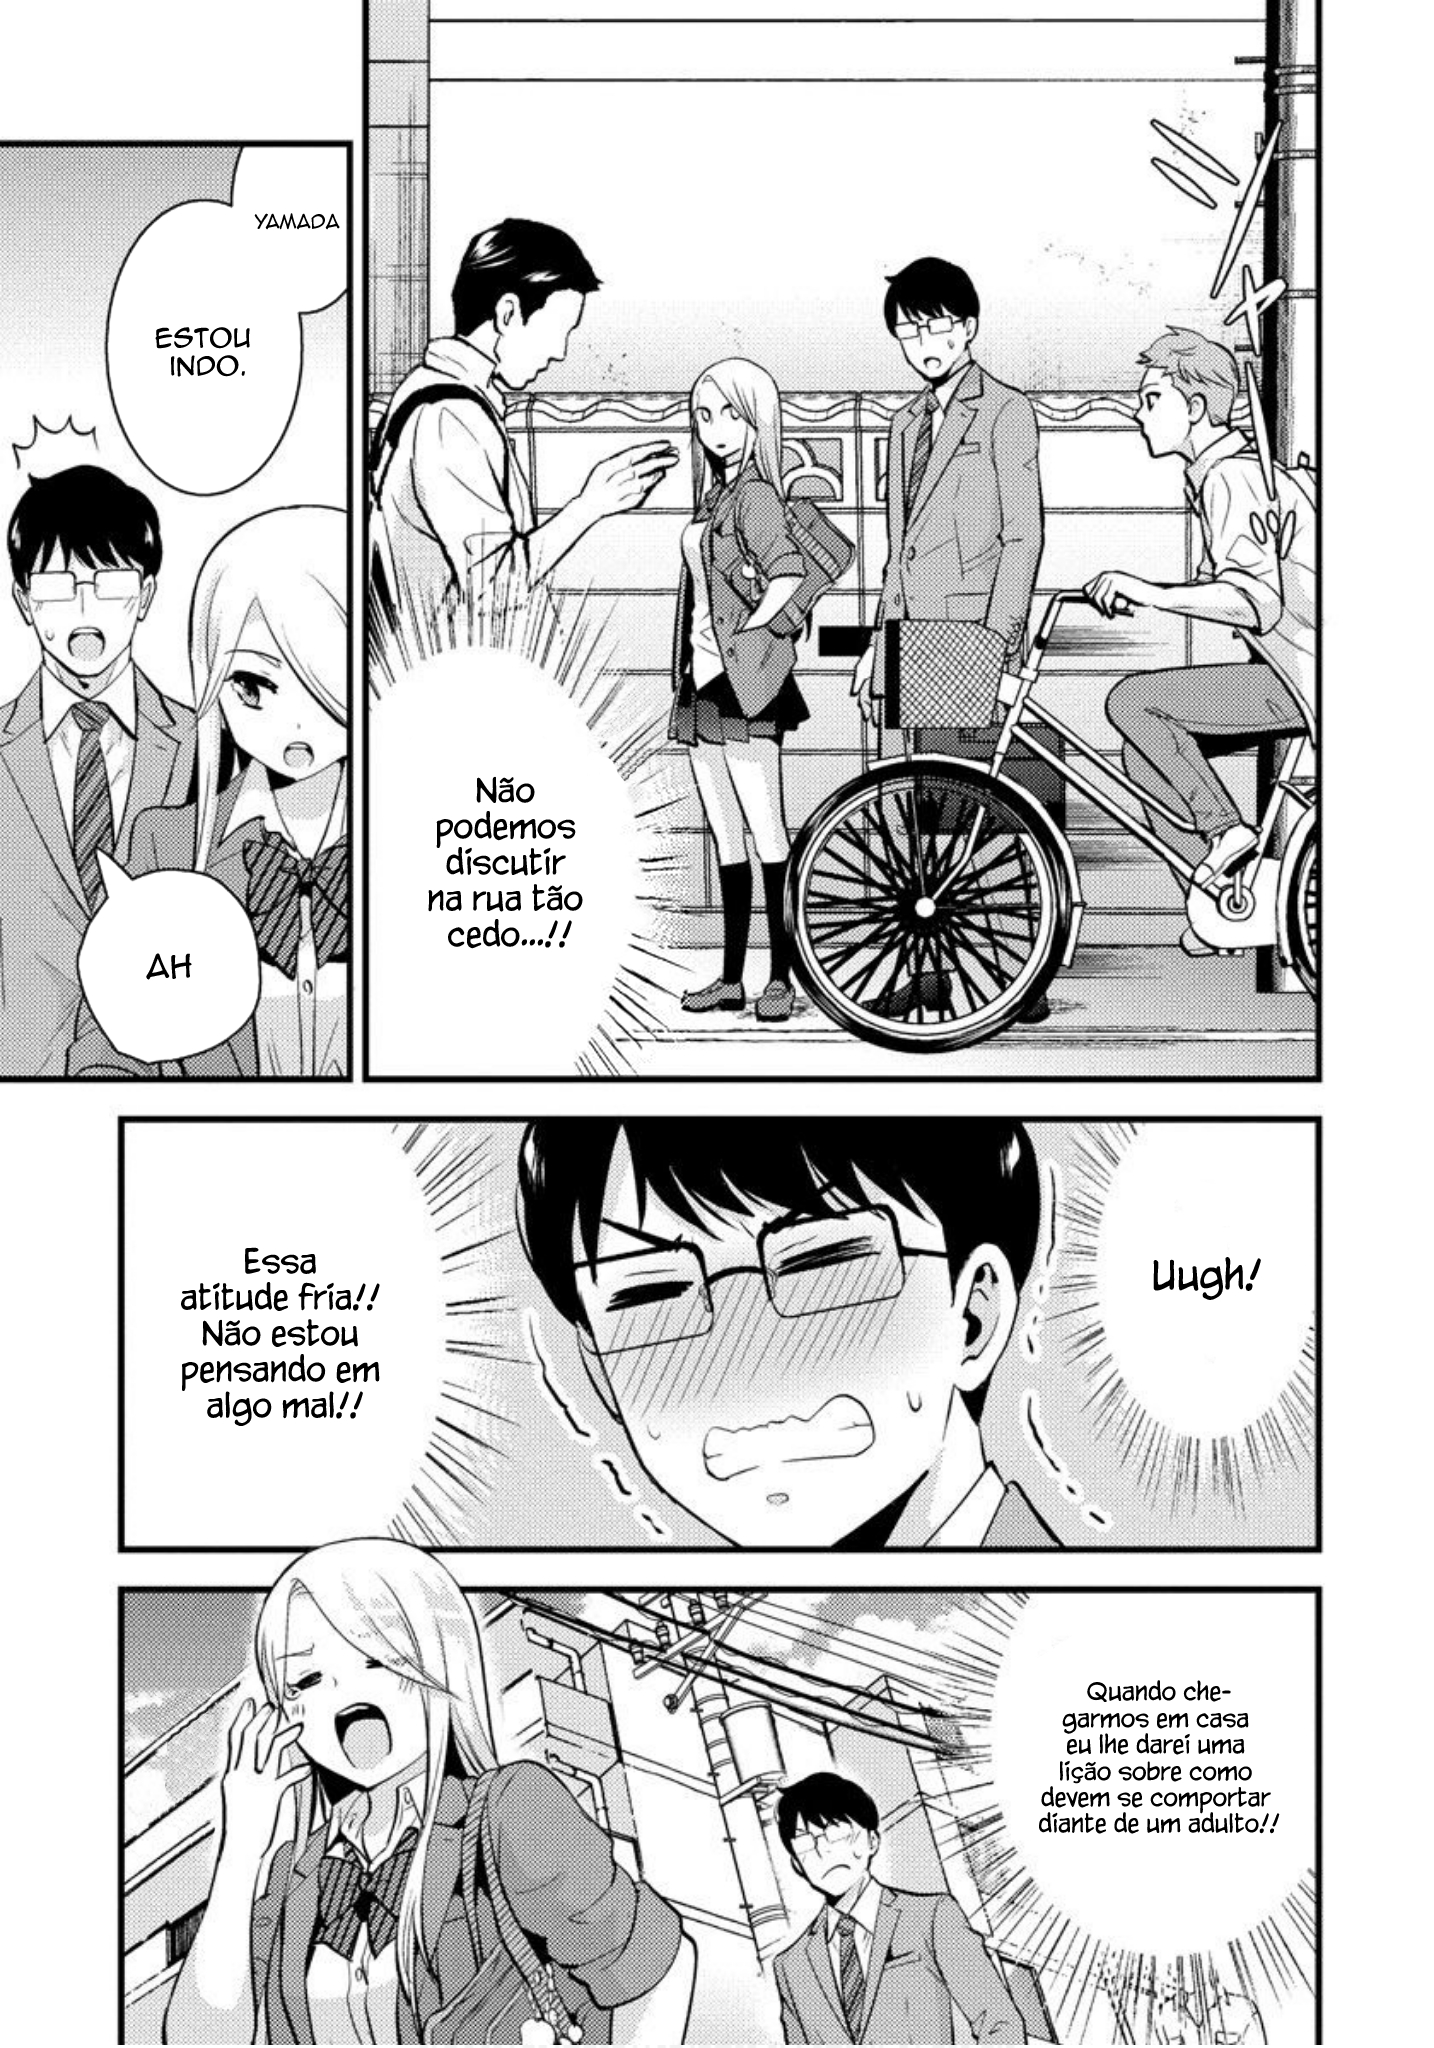 Não
podemos
discutir
na rua tão
cedo...!!
YAMADA
ESTOU
INDO.
AH
Uugh!
Essa
atitude fria!!
Não estou
pensando em
algo mal!!
Quando che-
garmos em casa
eu lhe darei uma
lição sobre como
devem se comportar
diante de um adulto!!